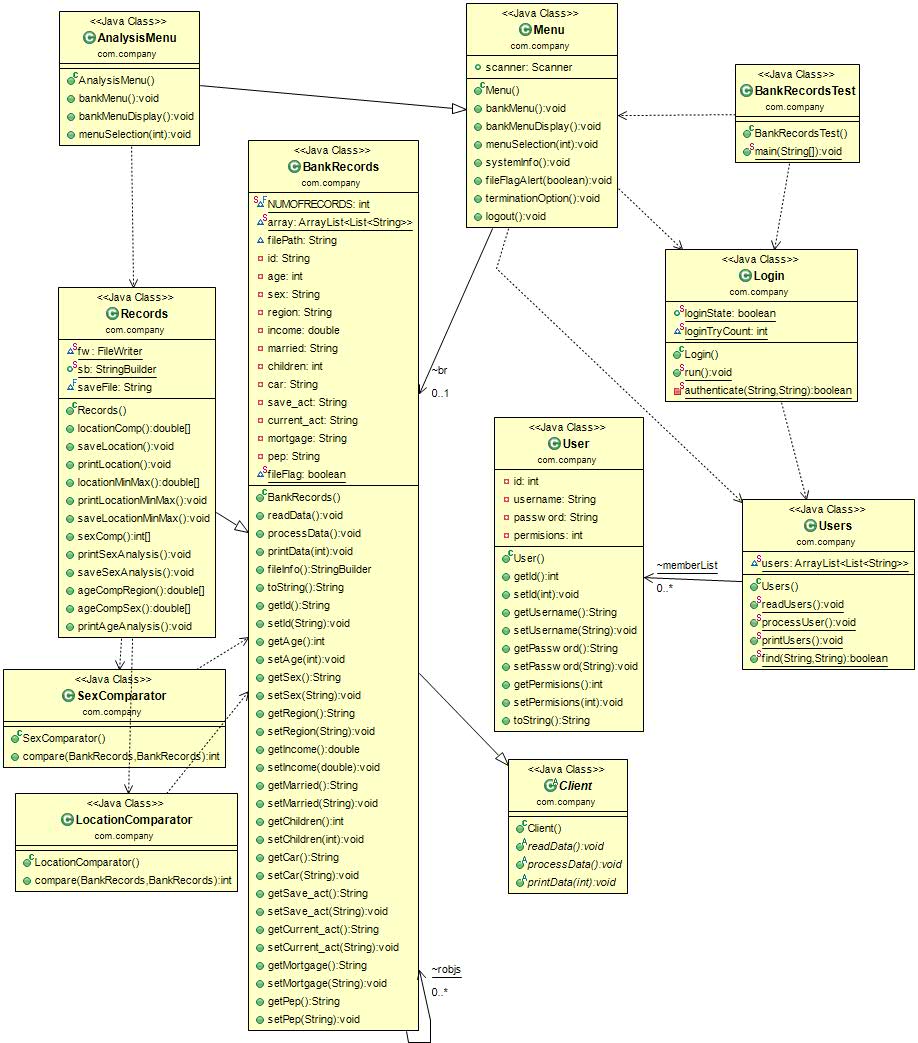 <<Java Class>>
AnalysisMenu
com.company
AnalysisMenu()
bankMenu():void
bankMenuDisplay():void
menuSelection(int):void
<<Java Class>>
Menu
com.company
scanner: Scanner
Menu()
bankMenu():void
bankMenuDisplay():void
menuSelection(int):void
systemInfo():void
fileFlagAlert(boolean):void
terminationOption():void
logout():void
<<Java Class>>
BankRecordsTest
com.company
BankRecordsTest()
main(String[]):void
<<Java Class>>
BankRecords
com.company
NUMOFRECORDS: int
array: ArrayList<List<String>>
filePath: String
id: String
age: int
sex: String
region: String
income: double
married: String
children: int
car: String
save_act: String
current_act: String
mortgage: String
pep: String
fileFlag: boolean
BankRecords()
readData():void
processData():void
printData(int):void
fileInfo():StringBuilder
toString():String
getId():String
setId(String):void
getAge():int
setAge(int):void
getSex():String
setSex(String):void
getRegion():String
setRegion(String):void
getIncome():double
setIncome(double):void
getMarried():String
setMarried(String):void
getChildren():int
setChildren(int):void
getCar():String
setCar(String):void
getSave_act():String
setSave_act(String):void
getCurrent_act():String
setCurrent_act(String):void
getMortgage():String
setMortgage(String):void
getPep():String
setPep(String):void
~br
0..1
~robjs
0..*
<<Java Class>>
Login
com.company
loginState: boolean
loginTryCount: int
Login()
run():void
authenticate(String,String):boolean
<<Java Class>>
Records
com.company
fw: FileWriter
sb: StringBuilder
saveFile: String
Records()
locationComp():double[]
saveLocation():void
printLocation():void
locationMinMax():double[]
printLocationMinMax():void
saveLocationMinMax():void
sexComp():int[]
printSexAnalysis():void
saveSexAnalysis():void
ageCompRegion():double[]
ageCompSex():double[]
printAgeAnalysis():void
<<Java Class>>
User
com.company
id: int
username: String
password: String
permisions: int
User()
getId():int
setId(int):void
getUsername():String
setUsername(String):void
getPassword():String
setPassword(String):void
getPermisions():int
setPermisions(int):void
toString():String
~memberList
0..*
<<Java Class>>
Users
com.company
users: ArrayList<List<String>>
Users()
readUsers():void
processUser():void
printUsers():void
find(String,String):boolean
<<Java Class>>
SexComparator
com.company
SexComparator()
compare(BankRecords,BankRecords):int
<<Java Class>>
LocationComparator
com.company
LocationComparator()
compare(BankRecords,BankRecords):int
<<Java Class>>
Client
com.company
Client()
readData():void
processData():void
printData(int):void